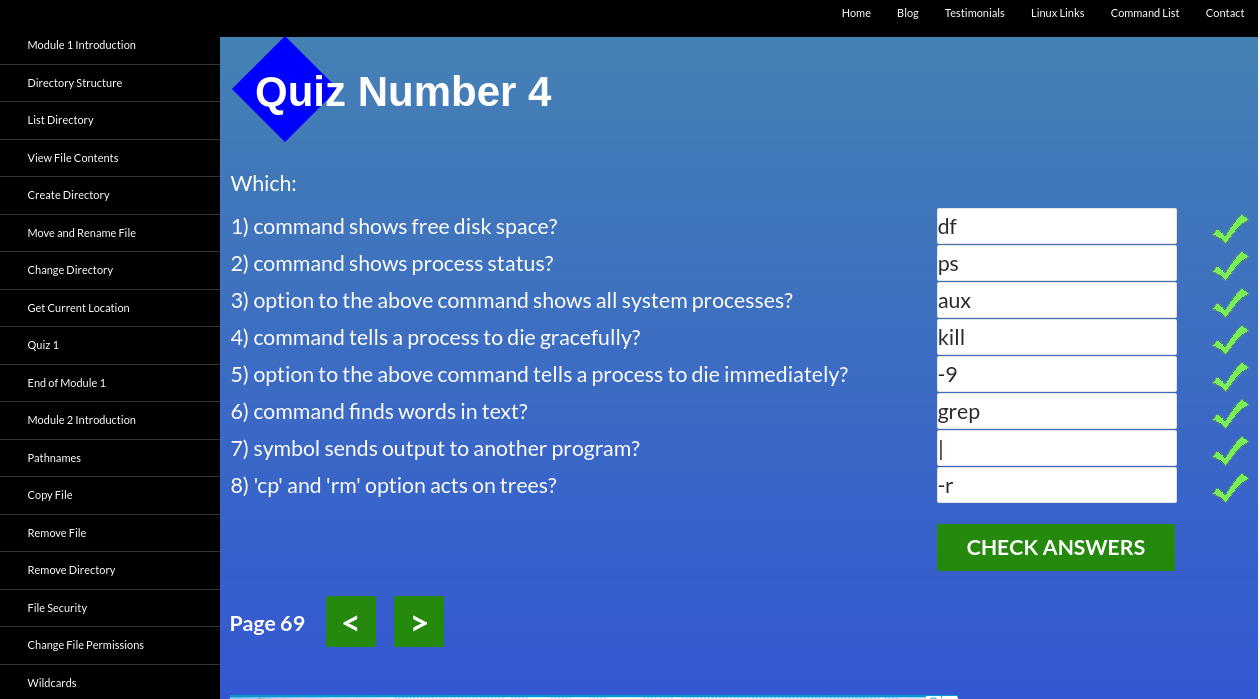 Home Blog Testimonials Linux Links Command List Contact
Module 1 Introduction
Directory Structure
List Directory
View File Contents
Create Directory
Move and Rename File
Change Directory
Get Current Location
Quiz 1
End of Module 1
Module 2 Introduction
Pathnames
Copy File
Remove File
Remove Directory
File Security
Change File Permissions
Wildcards
Quiz Number 4
Which:
1) command shows free disk space? df
2) command shows process status? ps
3) option to the above command shows all system processes? aux
4) command tells a process to die gracefully? kill
5) option to the above command tells a process to die immediately? -9
6) command finds words in text? grep
7) symbol sends output to another program? |
8) 'cp' and 'rm' option acts on trees? -r
CHECK ANSWERS
Page 69 < >